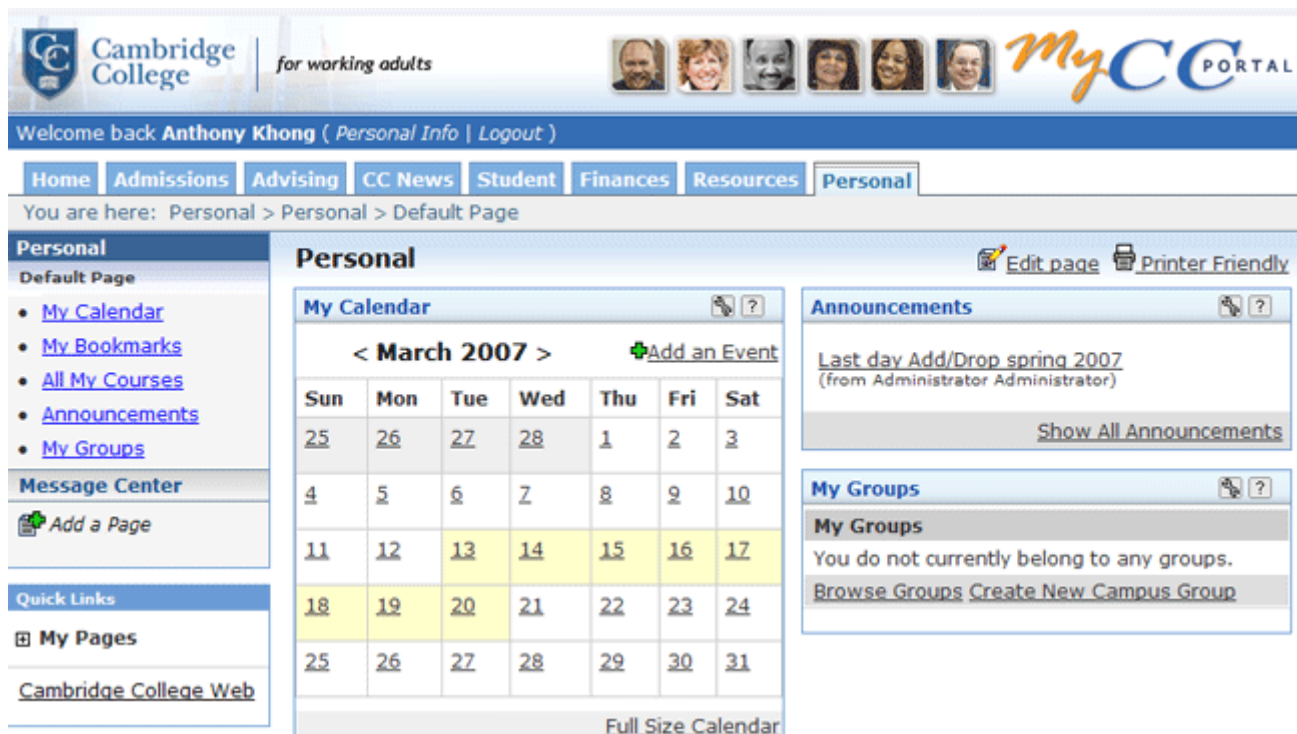 CC
Cambridge
College
for working adults
MyCC PORTAL
Welcome back Anthony Khong ( Personal Info | Logout )
Home Admissions Advising CC News Student Finances Resources Personal
You are here: Personal > Personal > Default Page
Personal
Default Page
• My Calendar
• My Bookmarks
• All My Courses
• Announcements
• My Groups
Message Center
Add a Page
Quick Links
My Pages
Cambridge College Web
Personal
Edit page Printer Friendly
My Calendar ?
< March 2007 > Add an Event
Sun Mon Tue Wed Thu Fri Sat
25 26 27 28 1 2 3
4 5 6 7 8 9 10
11 12 13 14 15 16 17
18 19 20 21 22 23 24
25 26 27 28 29 30 31
Full Size Calendar
Announcements ?
Last day Add/Drop spring 2007
(from Administrator Administrator)
Show All Announcements
My Groups ?
My Groups
You do not currently belong to any groups.
Browse Groups Create New Campus Group